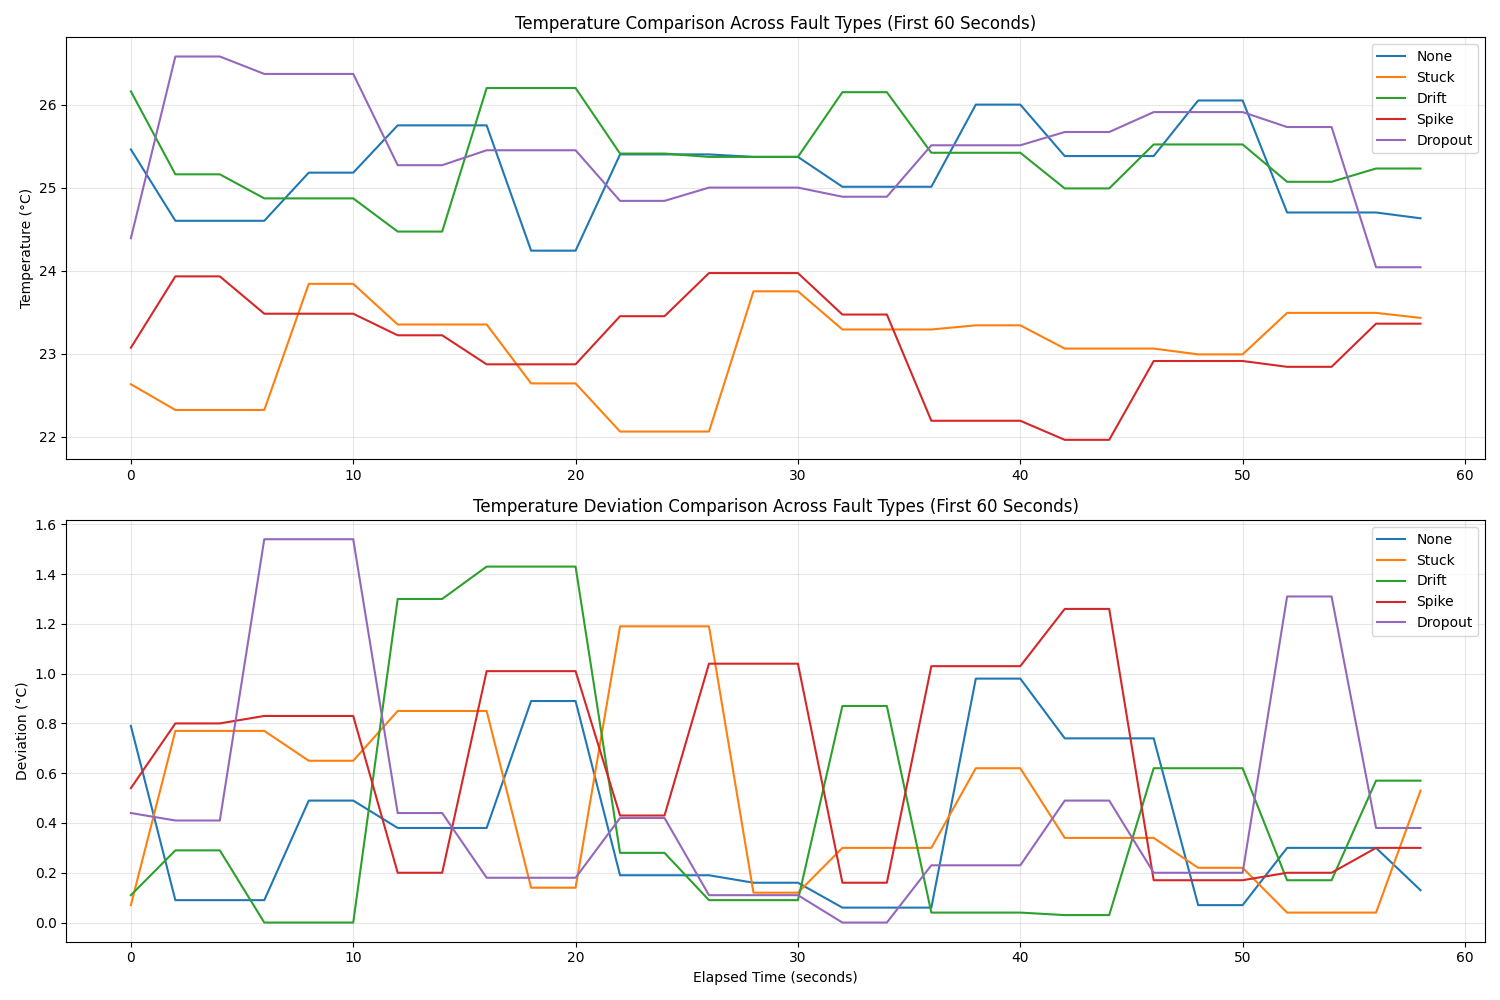 Temperature Comparison Across Fault Types (First 60 Seconds)
Temperature (°C)
26
25
24
23
22
0 10 20 30 40 50 60
None
Stuck
Drift
Spike
Dropout
Temperature Deviation Comparison Across Fault Types (First 60 Seconds)
Deviation (°C)
1.6
1.4
1.2
1.0
0.8
0.6
0.4
0.2
0.0
0 10 20 30 40 50 60
Elapsed Time (seconds)
None
Stuck
Drift
Spike
Dropout